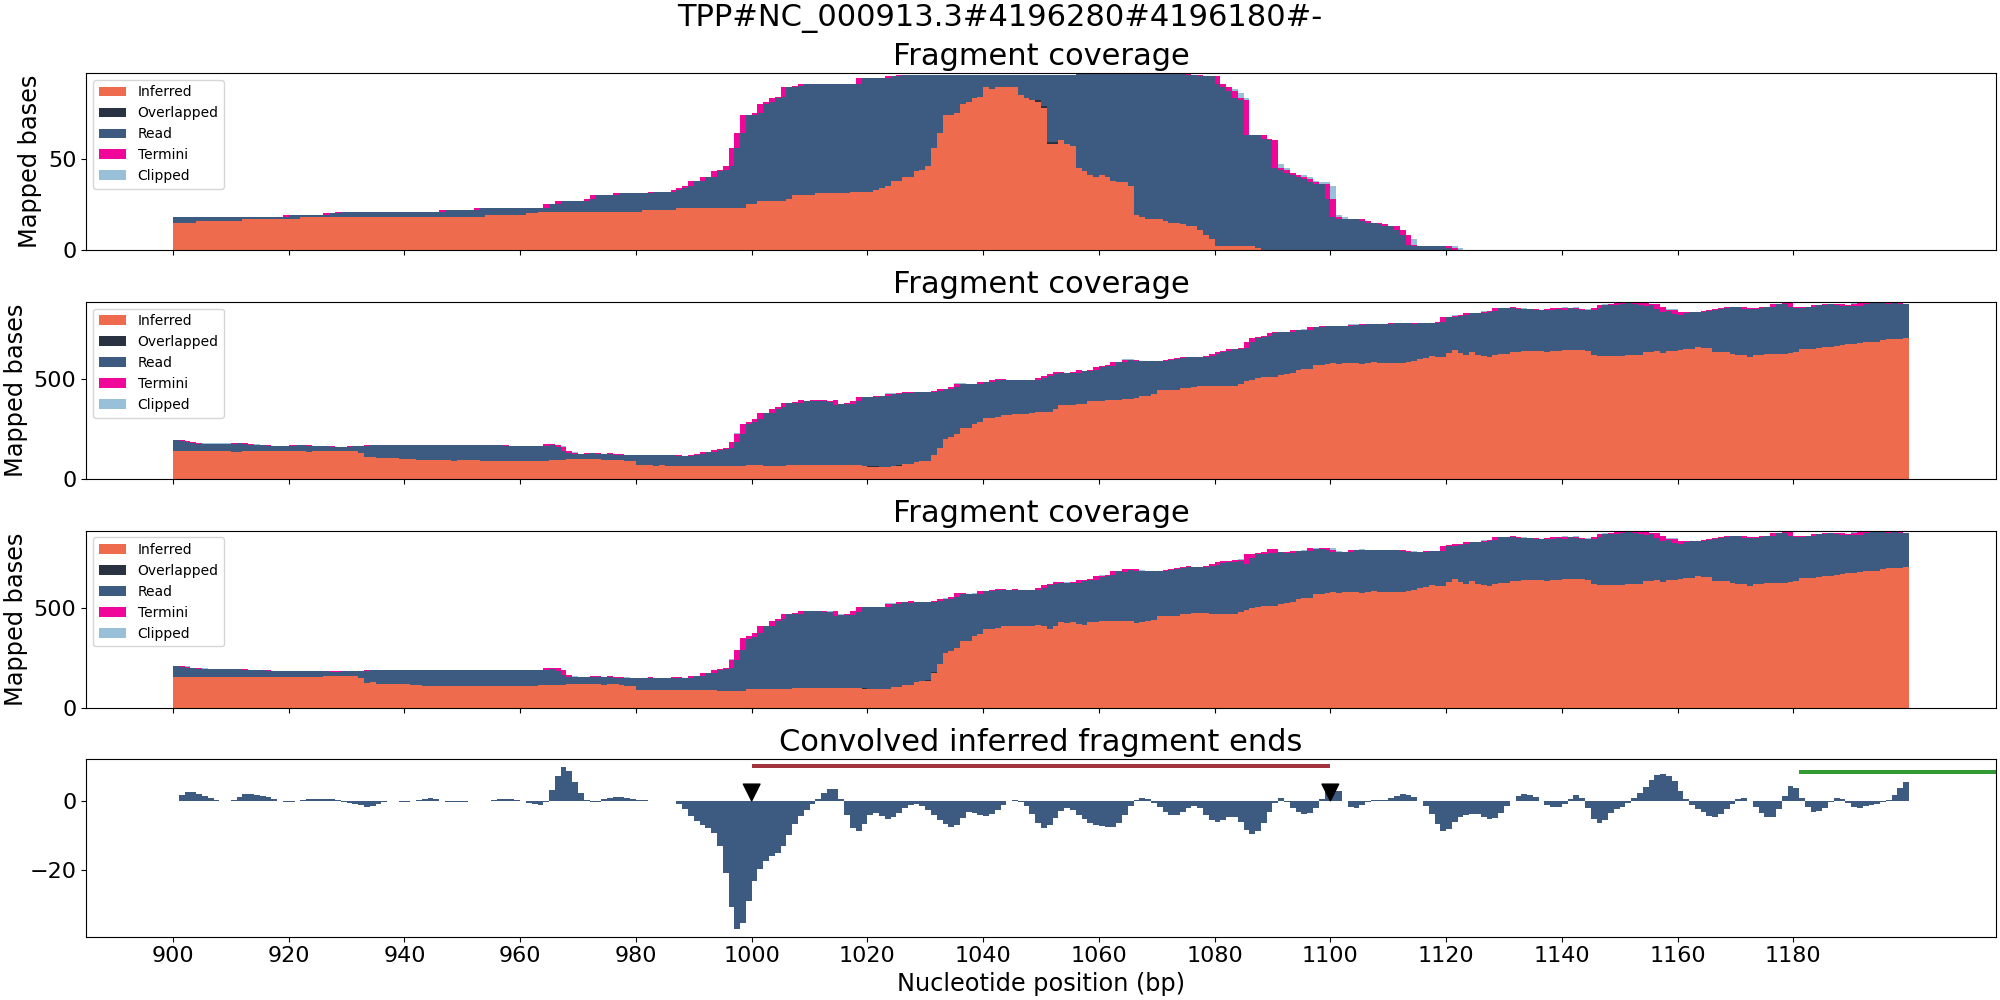 TPP#NC_000913.3#4196280#4196180#-
Fragment coverage
Mapped bases
50
0
Inferred
Overlapped
Read
Termini
Clipped
Fragment coverage
Mapped bases
500
0
Inferred
Overlapped
Read
Termini
Clipped
Fragment coverage
Mapped bases
500
0
Inferred
Overlapped
Read
Termini
Clipped
Convolved inferred fragment ends
0
−20
900 920 940 960 980 1000 1020 1040 1060 1080 1100 1120 1140 1160 1180
Nucleotide position (bp)